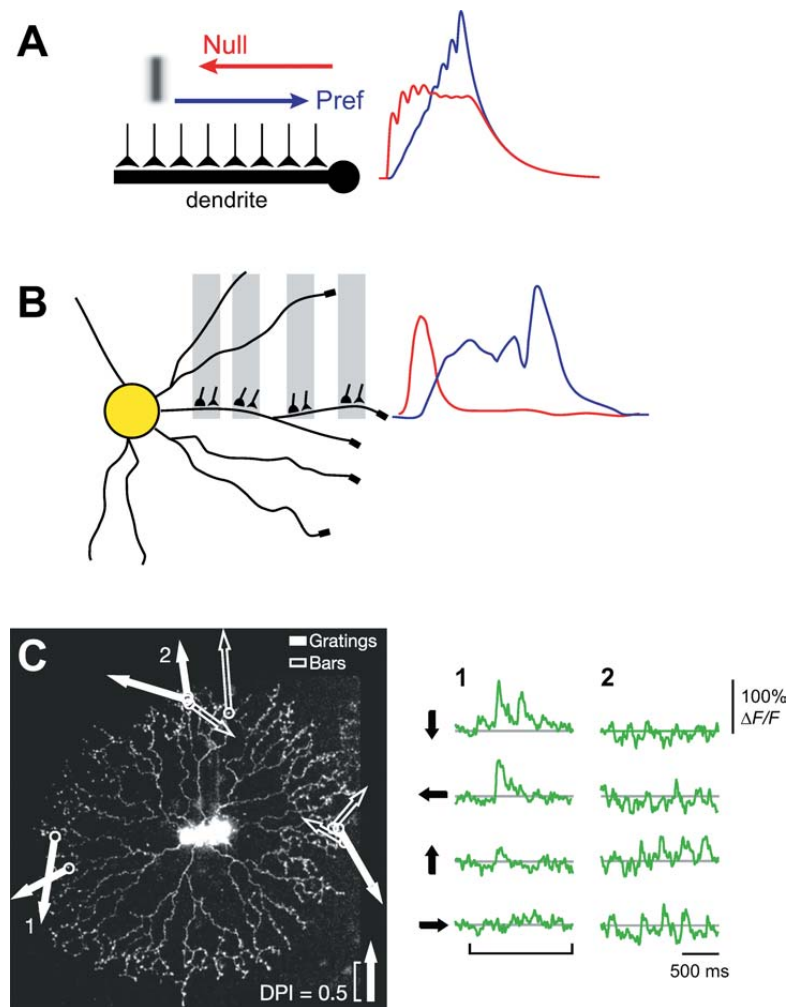 A
Null
Pref
dendrite
B
C
Gratings
Bars
2
1
DPI = 0.5
1
2
100%
ΔF/F
500 ms